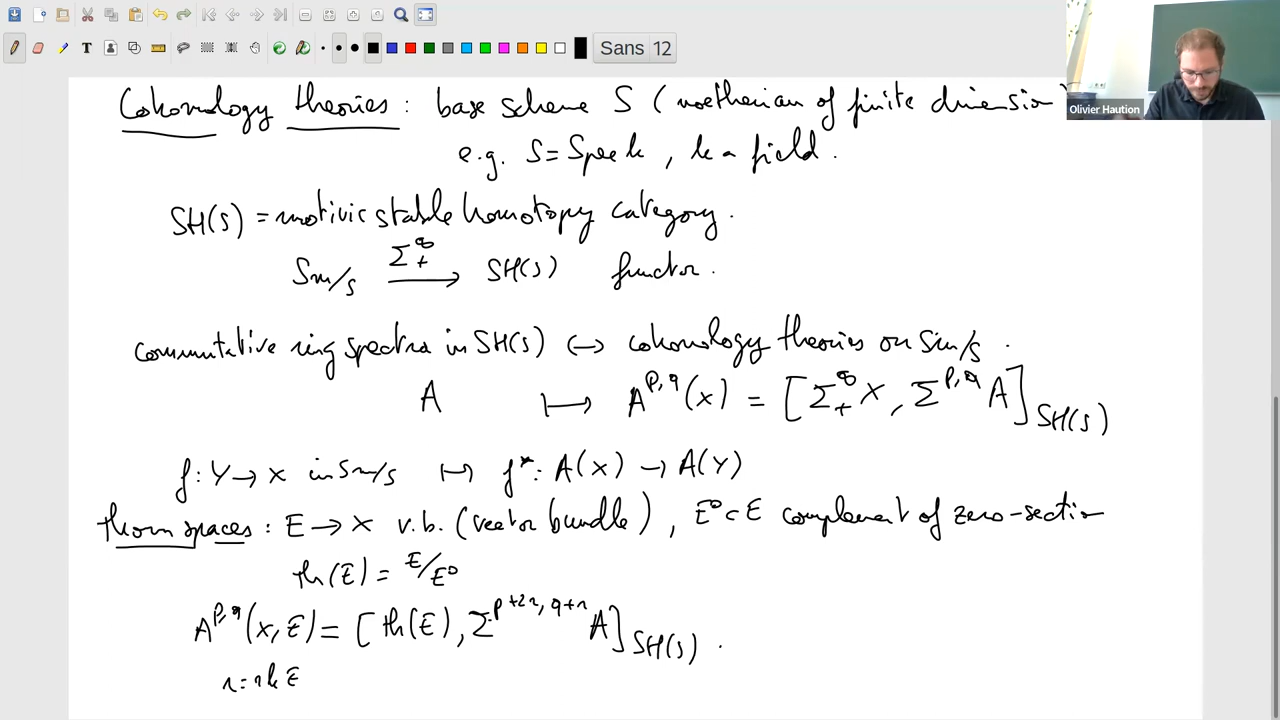 Sans 12
Olivier Haution
Cohomology theories : base scheme S (noetherian of finite dimension)
e.g. S = Spec k , k a field .
SH(S) = motivic stable homotopy category .
Sm/S —Σ^∞_+→ SH(S) functor .
commutative ring spectra in SH(S) ↔ cohomology theories on Sm/S .
A ⟼ A^{p,q}(X) = [Σ^∞_+ X , Σ^{p,q} A]_{SH(S)}
f : Y → X in Sm/S ↦ f^* : A(X) → A(Y)
thom spaces : E → X v.b. (vector bundle) , E° ⊂ E complement of zero-section
th(E) = E/E°
A^{p,q}(X,E) = [th(E) , Σ^{p+2r, q+r} A]_{SH(S)} .
r = rk E